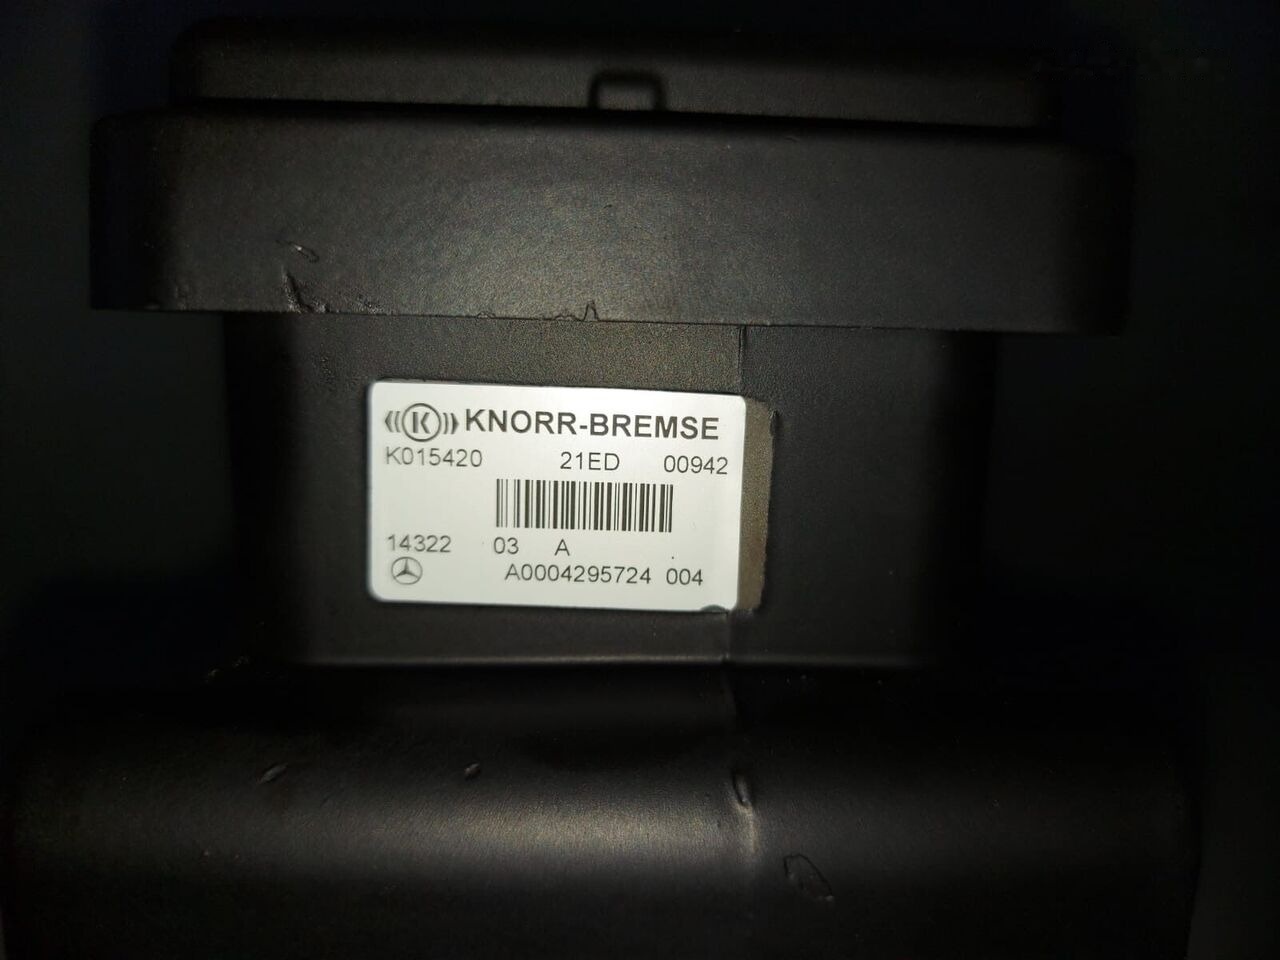 K KNORR-BREMSE
K015420 21ED 00942
14322 03 A
A0004295724 004